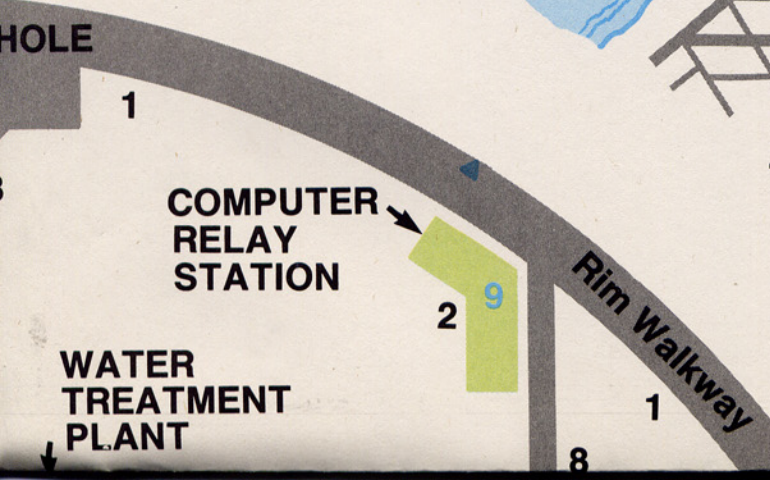 HOLE
1
COMPUTER
RELAY
STATION
9
2
Rim Walkway
WATER
TREATMENT
PLANT
1
8